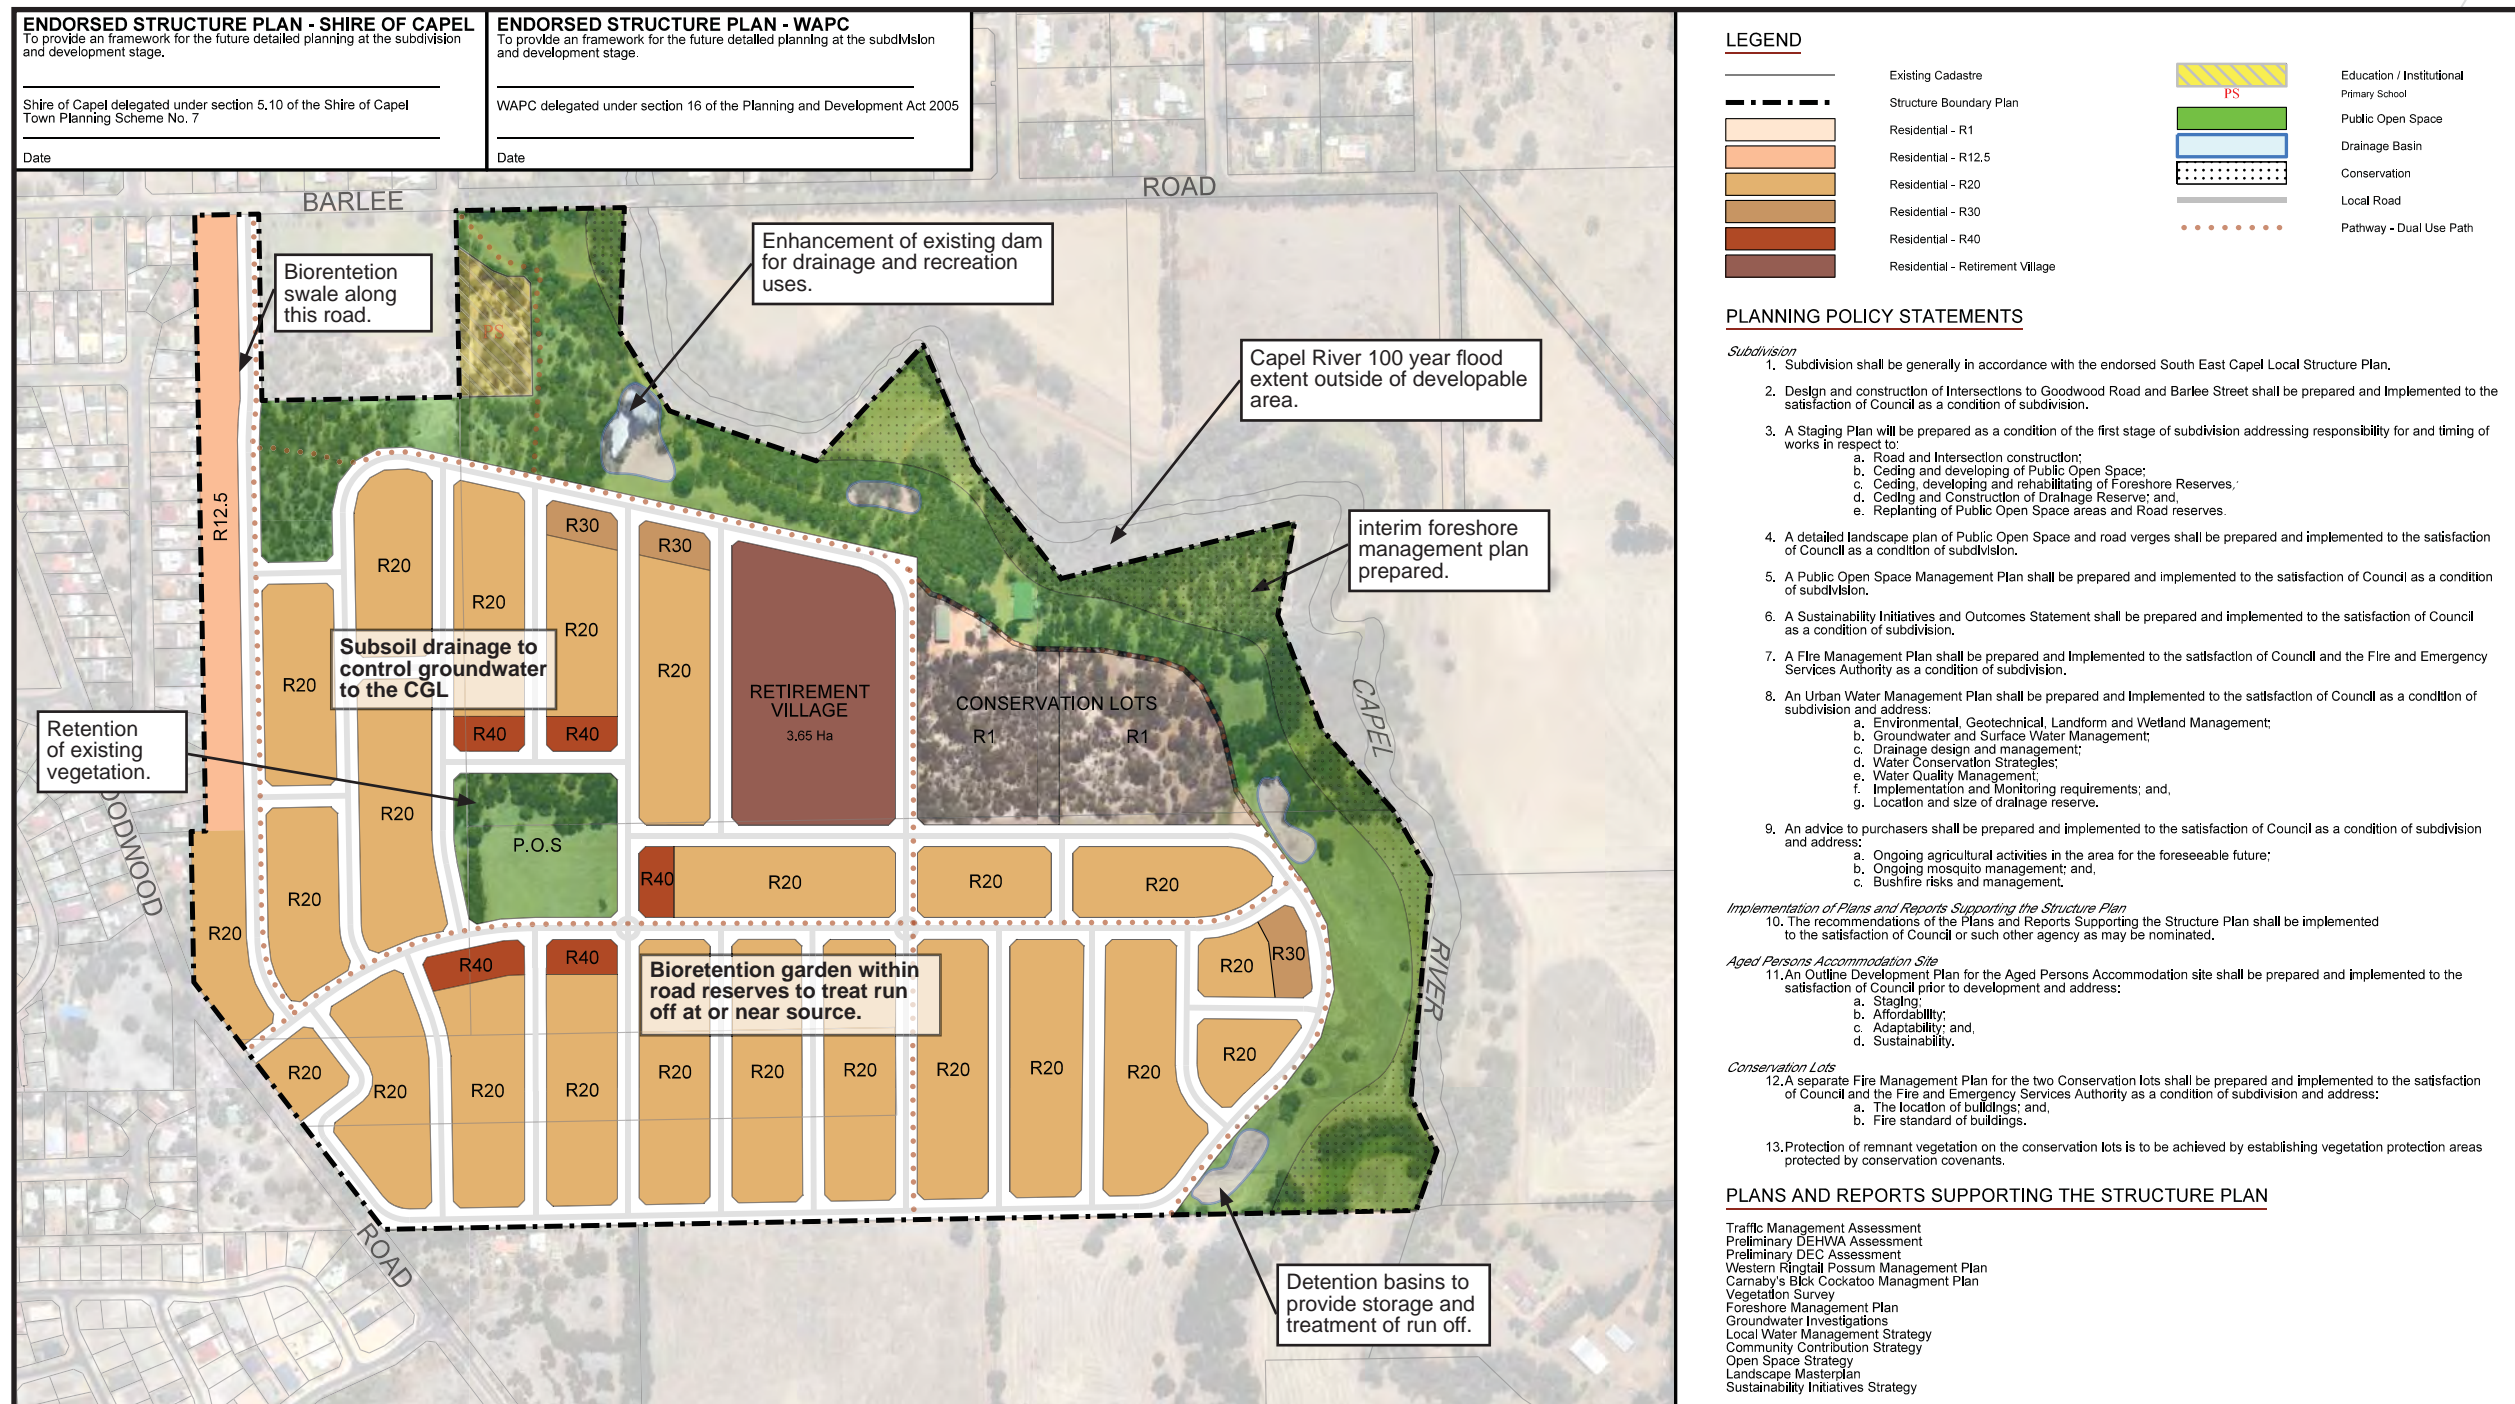 ENDORSED STRUCTURE PLAN - SHIRE OF CAPEL
To provide an framework for the future detailed planning at the subdivision
and development stage.
Shire of Capel delegated under section 5.10 of the Shire of Capel
Town Planning Scheme No. 7
Date
ENDORSED STRUCTURE PLAN - WAPC
To provide an framework for the future detailed planning at the subdivision
and development stage.
WAPC delegated under section 16 of the Planning and Development Act 2005
Date
BARLEE
ROAD
Biorentetion
swale along
this road.
Enhancement of existing dam
for drainage and recreation
uses.
PS
Capel River 100 year flood
extent outside of developable
area.
interim foreshore
management plan
prepared.
R12.5
R20
R20
R30
R30
R20
R20
R20
Subsoil drainage to
control groundwater
to the CGL
R40
R40
RETIREMENT
VILLAGE
3.65 Ha
CONSERVATION LOTS
R1
R1
CAPEL
RIVER
Retention
of existing
vegetation.
OODWOOD
ROAD
R20
P.O.S
R20
R40
R20
R20
R20
R20
R40
R40
R20
R30
Bioretention garden within
road reserves to treat run
off at or near source.
R20
R20
R20
R20
R20
R20
R20
R20
R20
R20
R20
Detention basins to
provide storage and
treatment of run off.
LEGEND
Existing Cadastre
Structure Boundary Plan
Residential - R1
Residential - R12.5
Residential - R20
Residential - R30
Residential - R40
Residential - Retirement Village
Education / Institutional
PS
Primary School
Public Open Space
Drainage Basin
Conservation
Local Road
Pathway - Dual Use Path
PLANNING POLICY STATEMENTS
Subdivision
1. Subdivision shall be generally in accordance with the endorsed South East Capel Local Structure Plan.
2. Design and construction of Intersections to Goodwood Road and Barlee Street shall be prepared and Implemented to the
satisfaction of Council as a condition of subdivision.
3. A Staging Plan will be prepared as a condition of the first stage of subdivision addressing responsibility for and timing of
works in respect to:
a. Road and Intersection construction;
b. Ceding and developing of Public Open Space;
c. Ceding, developing and rehabilitating of Foreshore Reserves,
d. Ceding and Construction of Drainage Reserve; and,
e. Replanting of Public Open Space areas and Road reserves.
4. A detailed landscape plan of Public Open Space and road verges shall be prepared and implemented to the satisfaction
of Council as a condition of subdivision.
5. A Public Open Space Management Plan shall be prepared and implemented to the satisfaction of Council as a condition
of subdivision.
6. A Sustainability Initiatives and Outcomes Statement shall be prepared and implemented to the satisfaction of Council
as a condition of subdivision.
7. A Fire Management Plan shall be prepared and Implemented to the satisfaction of Council and the Fire and Emergency
Services Authority as a condition of subdivision.
8. An Urban Water Management Plan shall be prepared and Implemented to the satisfaction of Council as a condition of
subdivision and address:
a. Environmental, Geotechnical, Landform and Wetland Management;
b. Groundwater and Surface Water Management;
c. Drainage design and management;
d. Water Conservation Strategies;
e. Water Quality Management;
f. Implementation and Monitoring requirements; and,
g. Location and size of drainage reserve.
9. An advice to purchasers shall be prepared and implemented to the satisfaction of Council as a condition of subdivision
and address:
a. Ongoing agricultural activities in the area for the foreseeable future;
b. Ongoing mosquito management; and,
c. Bushfire risks and management.
Implementation of Plans and Reports Supporting the Structure Plan
10. The recommendations of the Plans and Reports Supporting the Structure Plan shall be implemented
to the satisfaction of Council or such other agency as may be nominated.
Aged Persons Accommodation Site
11. An Outline Development Plan for the Aged Persons Accommodation site shall be prepared and implemented to the
satisfaction of Council prior to development and address:
a. Staging;
b. Affordability;
c. Adaptability; and,
d. Sustainability.
Conservation Lots
12. A separate Fire Management Plan for the two Conservation lots shall be prepared and implemented to the satisfaction
of Council and the Fire and Emergency Services Authority as a condition of subdivision and address:
a. The location of buildings; and,
b. Fire standard of buildings.
13. Protection of remnant vegetation on the conservation lots is to be achieved by establishing vegetation protection areas
protected by conservation covenants.
PLANS AND REPORTS SUPPORTING THE STRUCTURE PLAN
Traffic Management Assessment
Preliminary DEHWA Assessment
Preliminary DEC Assessment
Western Ringtail Possum Management Plan
Carnaby's Blck Cockatoo Managment Plan
Vegetation Survey
Foreshore Management Plan
Groundwater Investigations
Local Water Management Strategy
Community Contribution Strategy
Open Space Strategy
Landscape Masterplan
Sustainability Initiatives Strategy